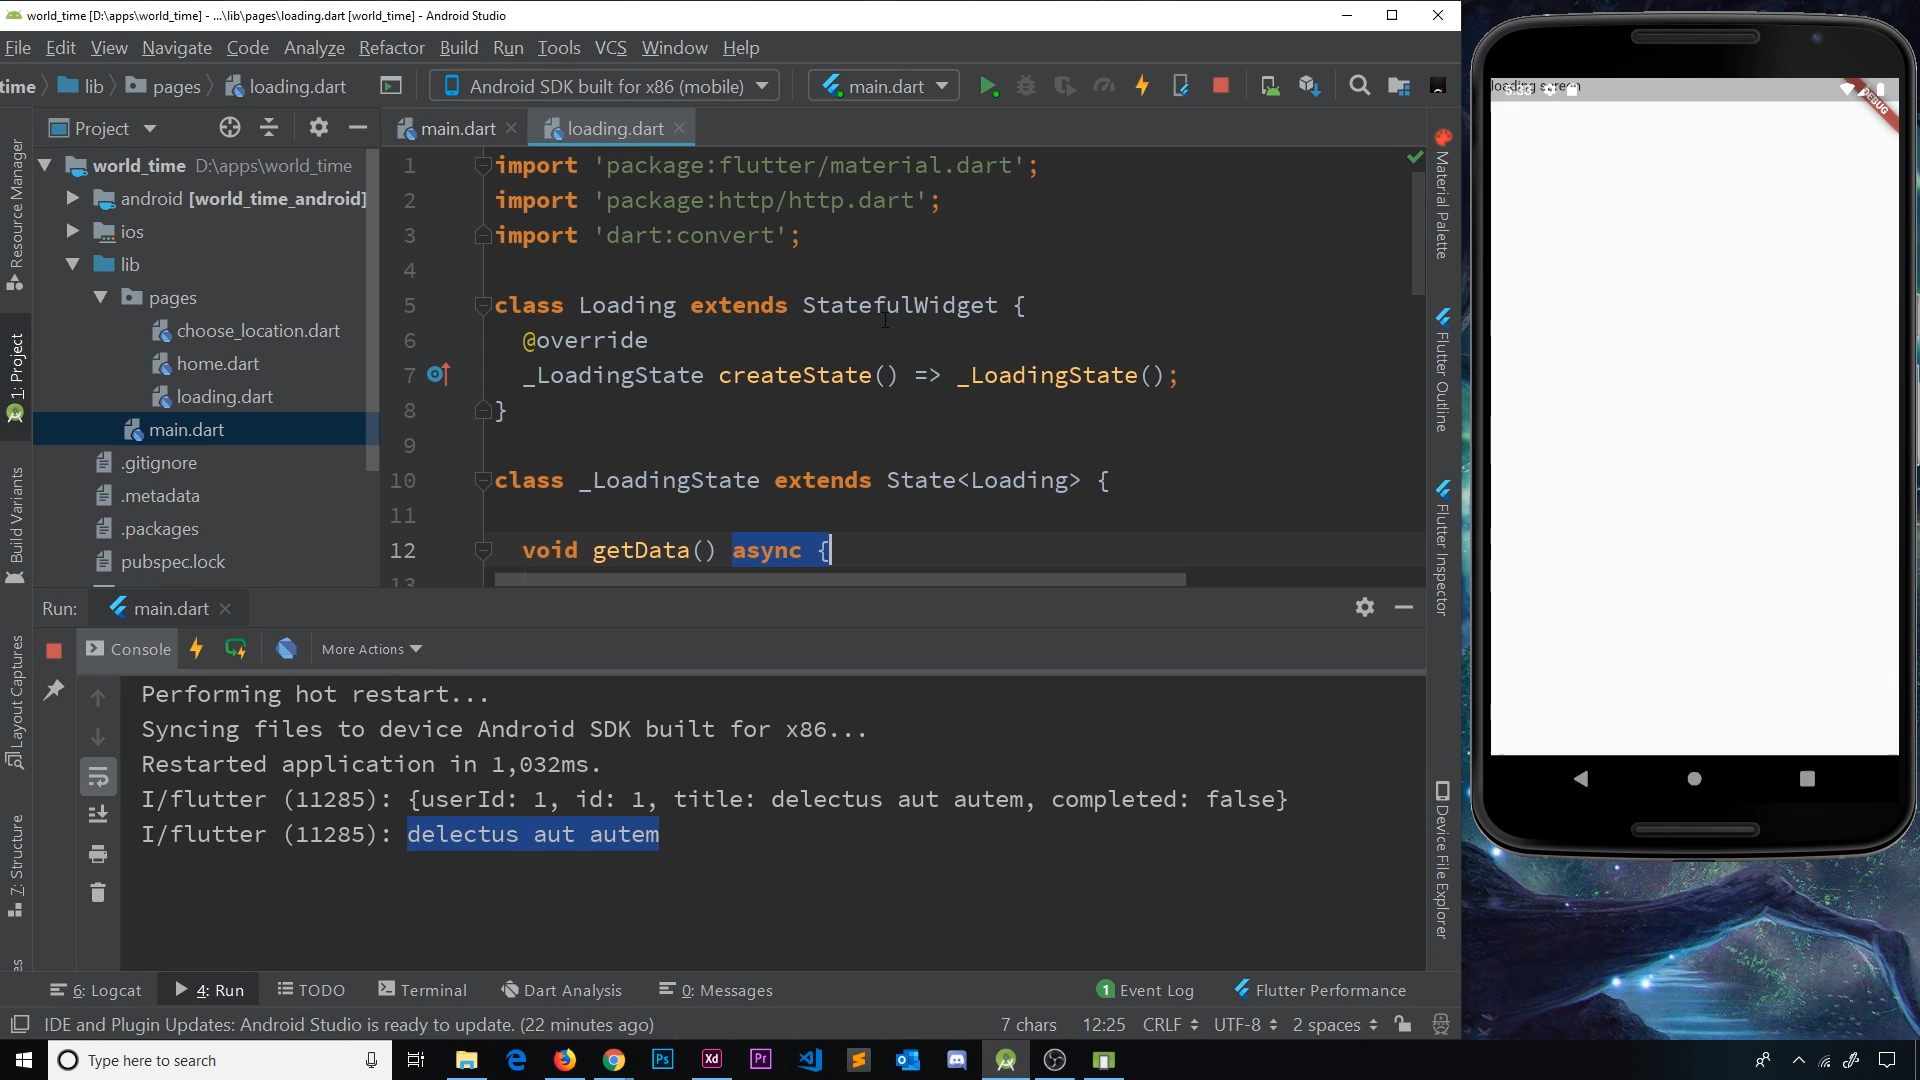 world_time [D:\apps\world_time] - ...\lib\pages\loading.dart [world_time] - Android Studio
File Edit View Navigate Code Analyze Refactor Build Run Tools VCS Window Help
time lib pages loading.dart Android SDK built for x86 (mobile) main.dart
Project main.dart loading.dart
world_time D:\apps\world_time
android [world_time_android]
ios
lib
pages
choose_location.dart
home.dart
loading.dart
main.dart
.gitignore
.metadata
.packages
pubspec.lock
1 import 'package:flutter/material.dart';
2 import 'package:http/http.dart';
3 import 'dart:convert';
4
5 class Loading extends StatefulWidget {
6 @override
7 _LoadingState createState() => _LoadingState();
8 }
9
10 class _LoadingState extends State<Loading> {
11
12 void getData() async {
13
Resource Manager
1: Project
Build Variants
Layout Captures
7: Structure
es
Material Palette
Flutter Outline
Flutter Inspector
Device File Explorer
Run: main.dart
Console More Actions
Performing hot restart...
Syncing files to device Android SDK built for x86...
Restarted application in 1,032ms.
I/flutter (11285): {userId: 1, id: 1, title: delectus aut autem, completed: false}
I/flutter (11285): delectus aut autem
6: Logcat 4: Run TODO Terminal Dart Analysis 0: Messages 1 Event Log Flutter Performance
IDE and Plugin Updates: Android Studio is ready to update. (22 minutes ago) 7 chars 12:25 CRLF UTF-8 2 spaces
Type here to search
Ps Xd Pr
loading screen
DEBUG